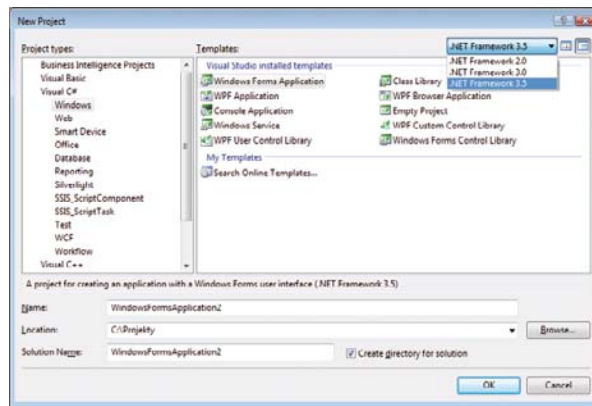 New Project
Project types:
Templates:
.NET Framework 3.5
.NET Framework 2.0
.NET Framework 3.0
.NET Framework 3.5
Business Intelligence Projects
Visual Basic
Visual C#
Windows
Web
Smart Device
Office
Database
Reporting
Silverlight
SSIS_ScriptComponent
SSIS_ScriptTask
Test
WCF
Workflow
Visual C++
Visual Studio installed templates
Windows Forms Application
WPF Application
Console Application
Windows Service
WPF User Control Library
Class Library
WPF Browser Application
Empty Project
WPF Custom Control Library
Windows Forms Control Library
My Templates
Search Online Templates...
A project for creating an application with a Windows Forms user interface (.NET Framework 3.5)
Name: WindowsFormsApplication2
Location: C:\Projekty Browse...
Solution Name: WindowsFormsApplication2 Create directory for solution
OK Cancel